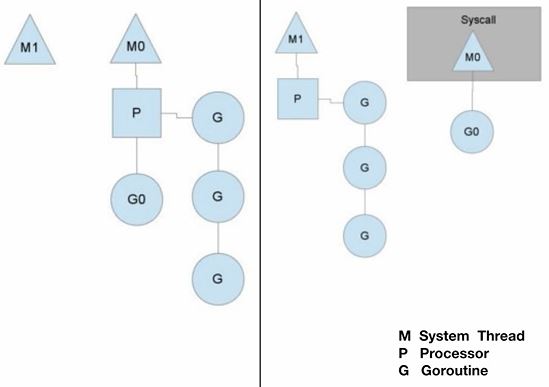 M1
M0
P
G
G0
G
G
M1
P
G
G
G
Syscall
M0
G0
M System Thread
P Processor
G Goroutine